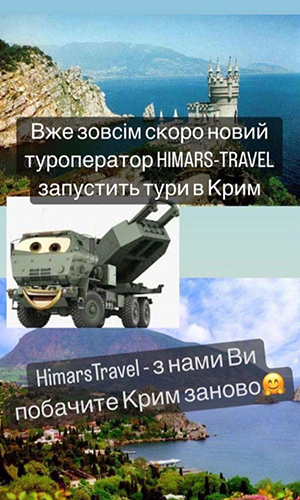 Вже зовсім скоро новий
туроператор HIMARS-TRAVEL
запустить тури в Крим
HimarsTravel - з нами Ви
побачите Крим заново🤗